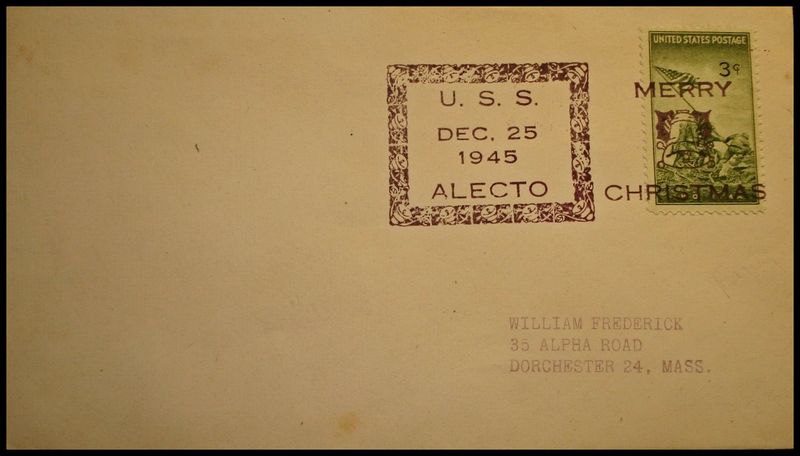 UNITED STATES POSTAGE
3¢
MERRY
CHRISTMAS
U. S. S.
DEC. 25
1945
ALECTO
WILLIAM FREDERICK
35 ALPHA ROAD
DORCHESTER 24, MASS.